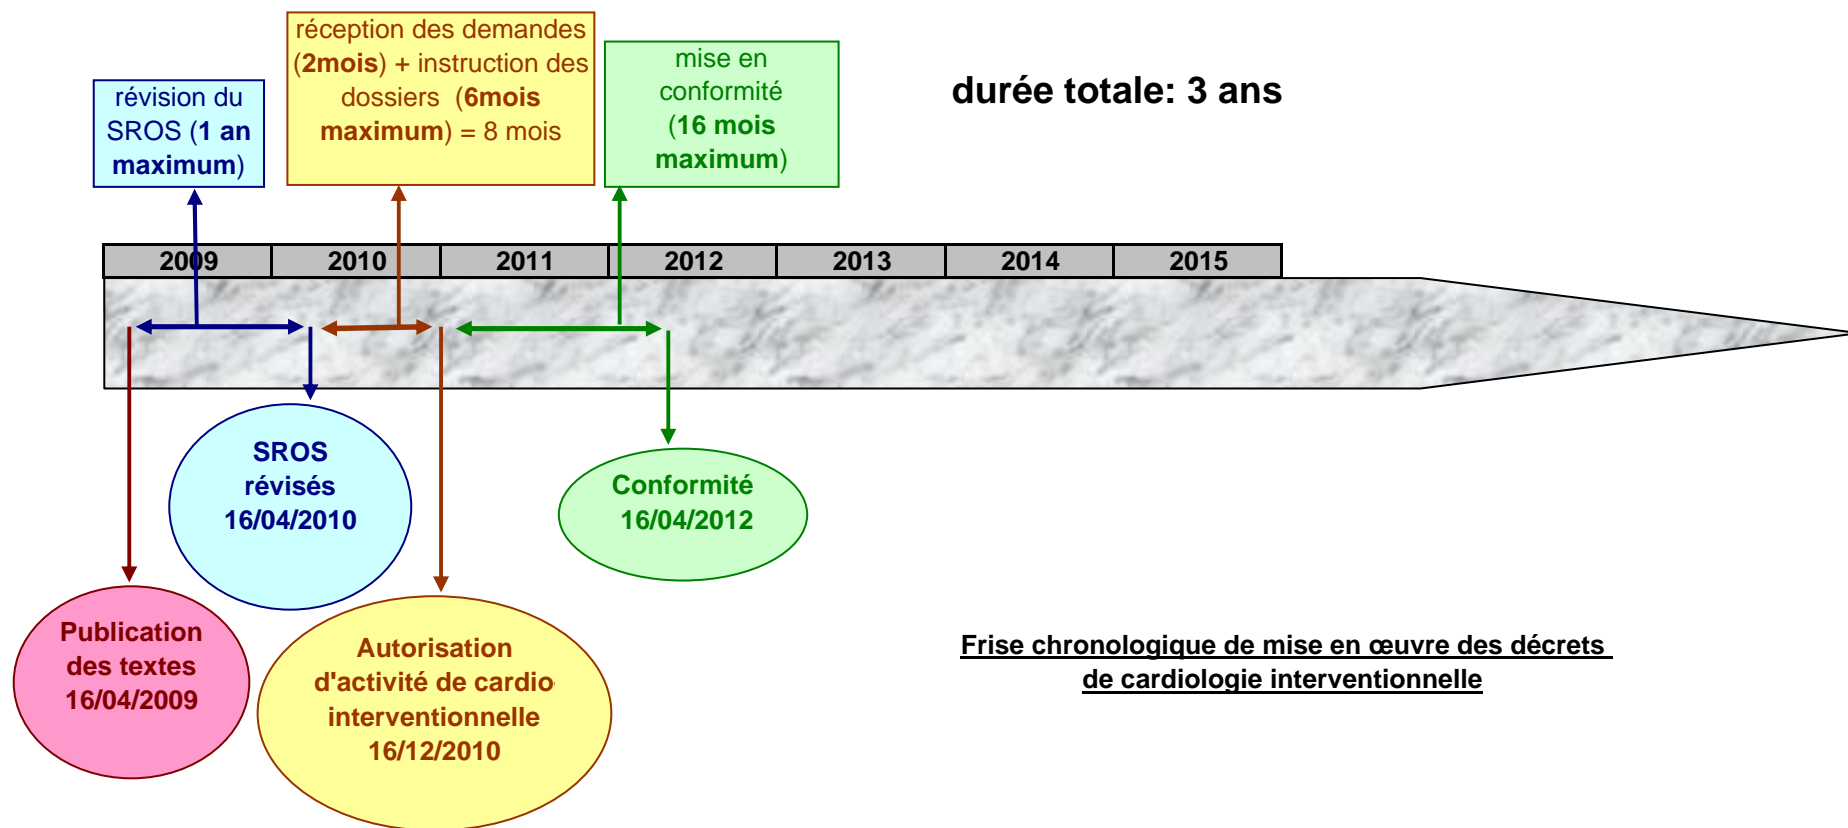 réception des demandes
(2mois) + instruction des
dossiers (6mois
maximum) = 8 mois
mise en
conformité
(16 mois
maximum)
durée totale: 3 ans
révision du
SROS (1 an
maximum)
2009 2010 2011 2012 2013 2014 2015
SROS
révisés
16/04/2010
Conformité
16/04/2012
Publication
des textes
16/04/2009
Autorisation
d'activité de cardio-
interventionnelle
16/12/2010
Frise chronologique de mise en œuvre des décrets
de cardiologie interventionnelle